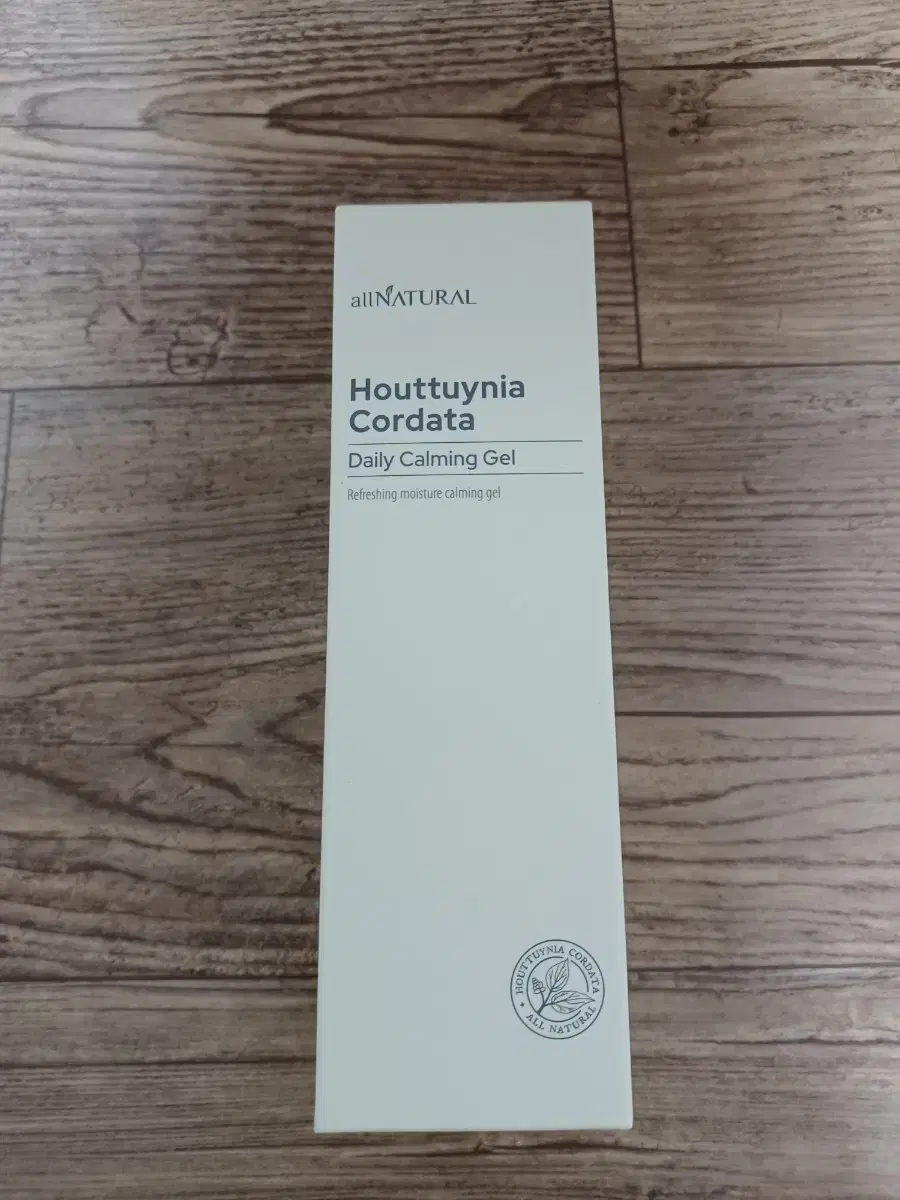 allNATURAL
Houttuynia
Cordata
Daily Calming Gel
Refreshing moisture calming gel
HOUTTUYNIA CORDATA
ALL NATURAL